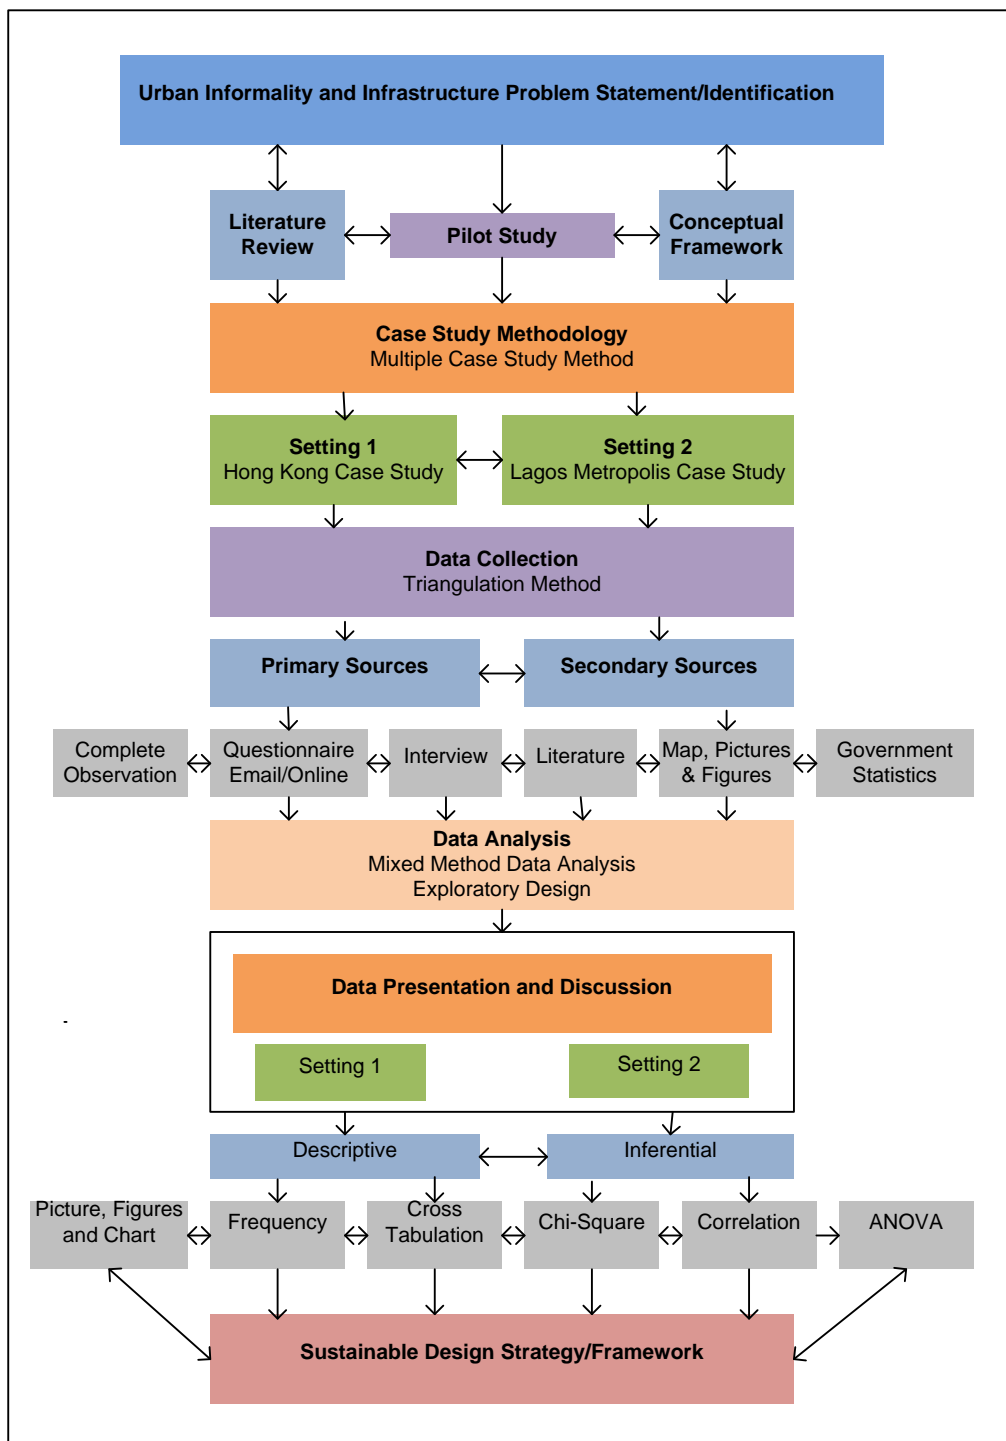 Urban Informality and Infrastructure Problem Statement/Identification
Literature
Review
Pilot Study
Conceptual
Framework
Case Study Methodology
Multiple Case Study Method
Setting 1
Hong Kong Case Study
Setting 2
Lagos Metropolis Case Study
Data Collection
Triangulation Method
Primary Sources
Secondary Sources
Complete
Observation
Questionnaire
Email/Online
Interview
Literature
Map, Pictures
& Figures
Government
Statistics
Data Analysis
Mixed Method Data Analysis
Exploratory Design
Data Presentation and Discussion
-
Setting 1
Setting 2
Descriptive
Inferential
Picture, Figures
and Chart
Frequency
Cross
Tabulation
Chi-Square
Correlation
ANOVA
Sustainable Design Strategy/Framework